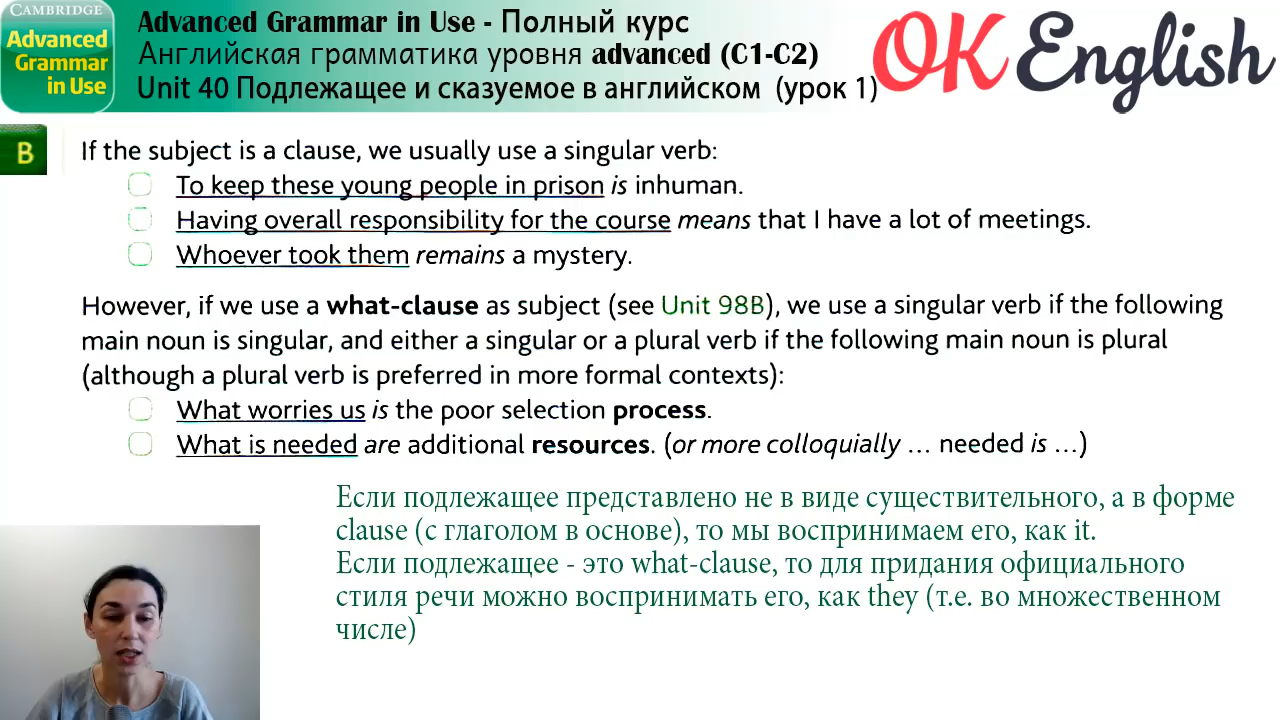 CAMBRIDGE
Advanced
Grammar
in Use
Advanced Grammar in Use - Полный курс
Английская грамматика уровня advanced (C1-C2)
Unit 40 Подлежащее и сказуемое в английском (урок 1)
OK English
B
If the subject is a clause, we usually use a singular verb:
To keep these young people in prison is inhuman.
Having overall responsibility for the course means that I have a lot of meetings.
Whoever took them remains a mystery.
However, if we use a what-clause as subject (see Unit 98B), we use a singular verb if the following
main noun is singular, and either a singular or a plural verb if the following main noun is plural
(although a plural verb is preferred in more formal contexts):
What worries us is the poor selection process.
What is needed are additional resources. (or more colloquially … needed is …)
Если подлежащее представлено не в виде существительного, а в форме
clause (с глаголом в основе), то мы воспринимаем его, как it.
Если подлежащее - это what-clause, то для придания официального
стиля речи можно воспринимать его, как they (т.е. во множественном
числе)